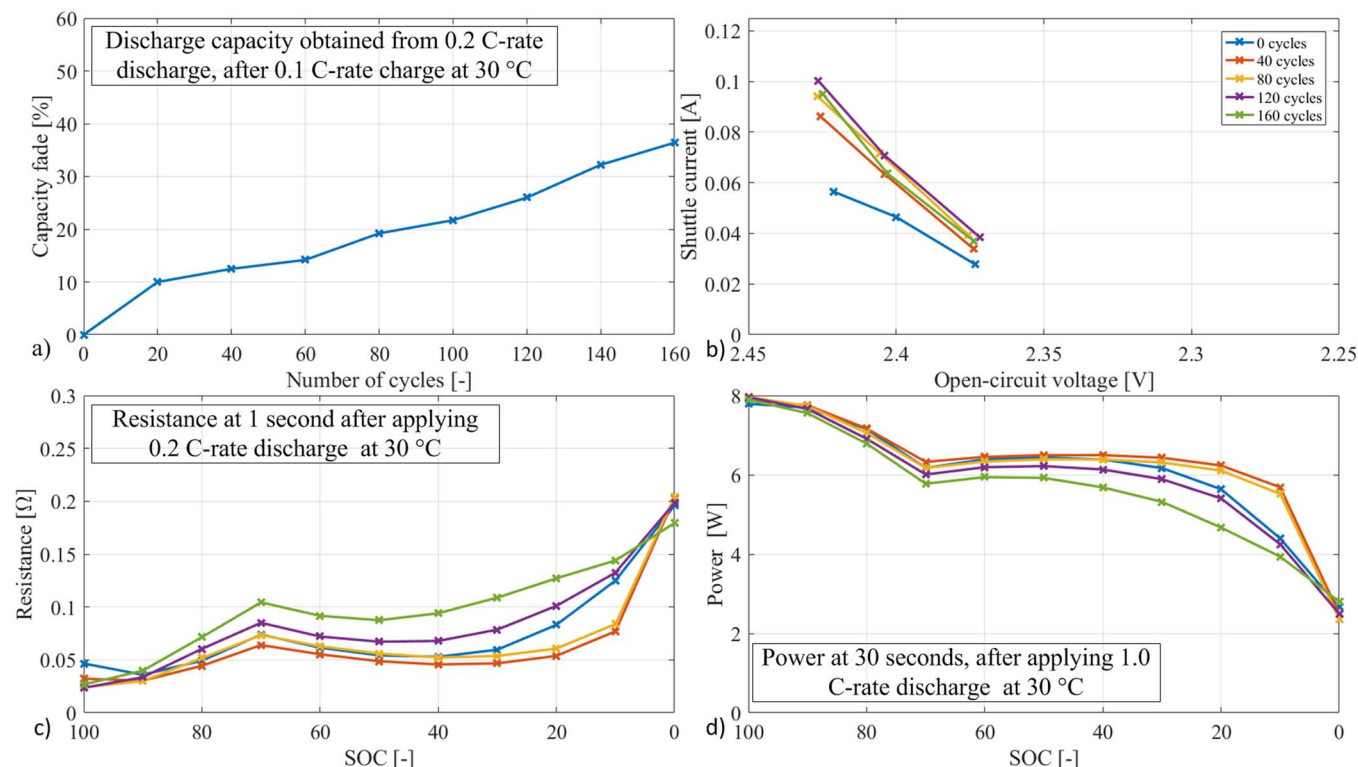 60
50
40
30
20
10
0
Capacity fade [%]
Discharge capacity obtained from 0.2 C-rate
discharge, after 0.1 C-rate charge at 30 °C
0 20 40 60 80 100 120 140 160
Number of cycles [-]
a)
0.12
0.1
0.08
0.06
0.04
0.02
0
Shuttle current [A]
0 cycles
40 cycles
80 cycles
120 cycles
160 cycles
2.45 2.4 2.35 2.3 2.25
Open-circuit voltage [V]
b)
0.3
0.25
0.2
0.15
0.1
0.05
0
Resistance [Ω]
Resistance at 1 second after applying
0.2 C-rate discharge at 30 °C
100 80 60 40 20 0
SOC [-]
c)
8
6
4
2
0
Power [W]
Power at 30 seconds, after applying 1.0
C-rate discharge at 30 °C
100 80 60 40 20 0
SOC [-]
d)